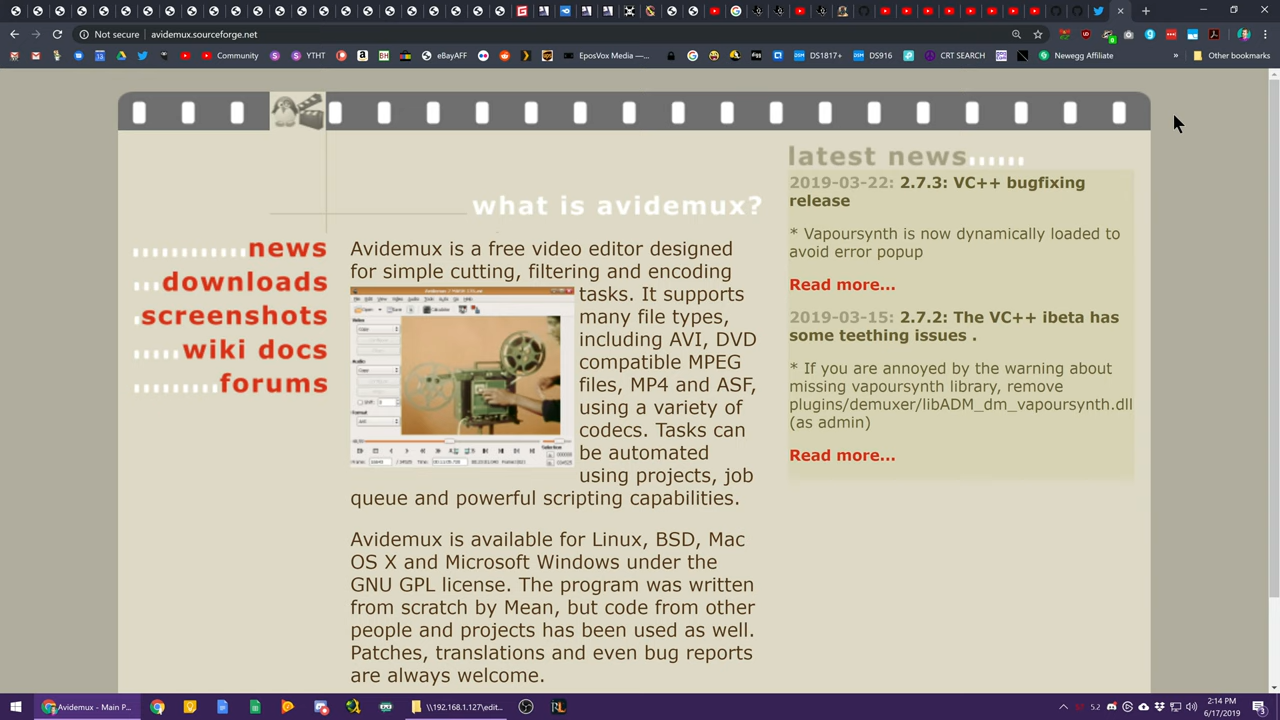 Not secure | avidemux.sourceforge.net
Community
YTHT
eBayAFF
EposVox Media —...
DS1817+
DS916
CRT SEARCH
Newegg Affiliate
»
Other bookmarks
what is avidemux?
news
downloads
screenshots
wiki docs
forums
Avidemux is a free video editor designed
for simple cutting, filtering and encoding
tasks. It supports
many file types,
including AVI, DVD
compatible MPEG
files, MP4 and ASF,
using a variety of
codecs. Tasks can
be automated
using projects, job
queue and powerful scripting capabilities.
Avidemux is available for Linux, BSD, Mac
OS X and Microsoft Windows under the
GNU GPL license. The program was written
from scratch by Mean, but code from other
people and projects has been used as well.
Patches, translations and even bug reports
are always welcome.
latest news
2019-03-22: 2.7.3: VC++ bugfixing
release
* Vapoursynth is now dynamically loaded to
avoid error popup
Read more...
2019-03-15: 2.7.2: The VC++ ibeta has
some teething issues .
* If you are annoyed by the warning about
missing vapoursynth library, remove
plugins/demuxer/libADM_dm_vapoursynth.dll
(as admin)
Read more...
Avidemux - Main P...
\\192.168.1.127\edit...
2:14 PM
6/17/2019